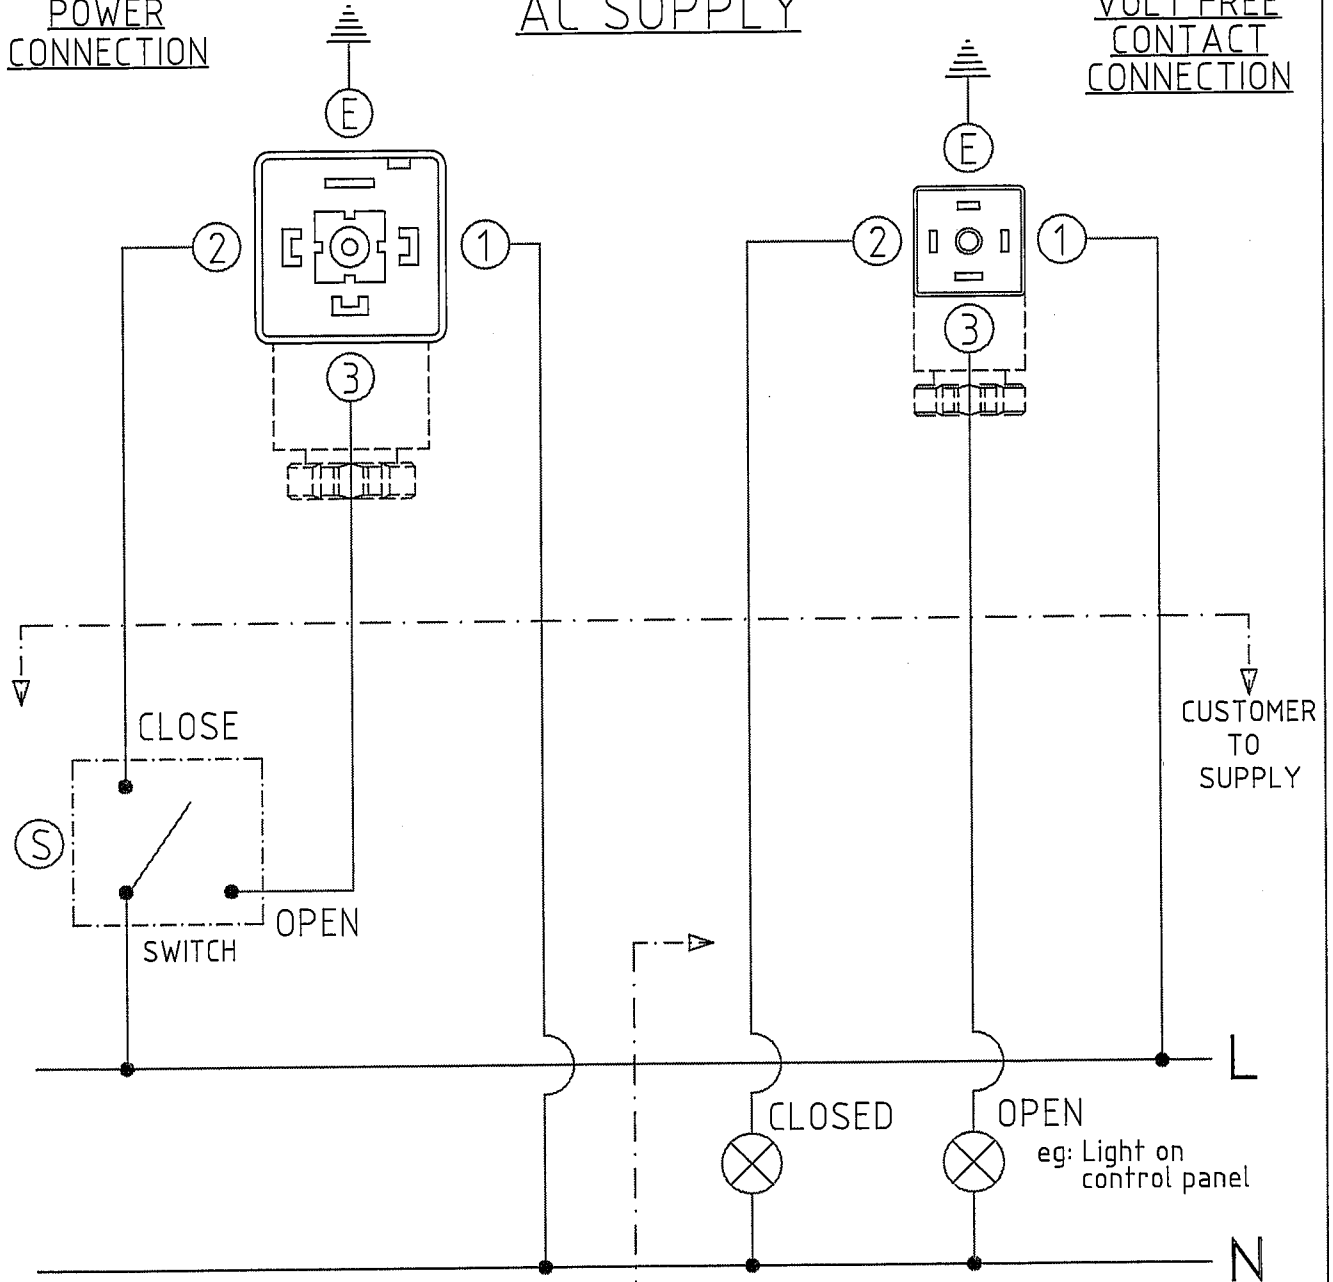 POWER
CONNECTION
AC SUPPLY
VOLT FREE
CONTACT
CONNECTION
E
E
2
1
3
2
1
3
CUSTOMER
TO
SUPPLY
CLOSE
S
OPEN
SWITCH
L
CLOSED
OPEN
eg: Light on
control panel
N